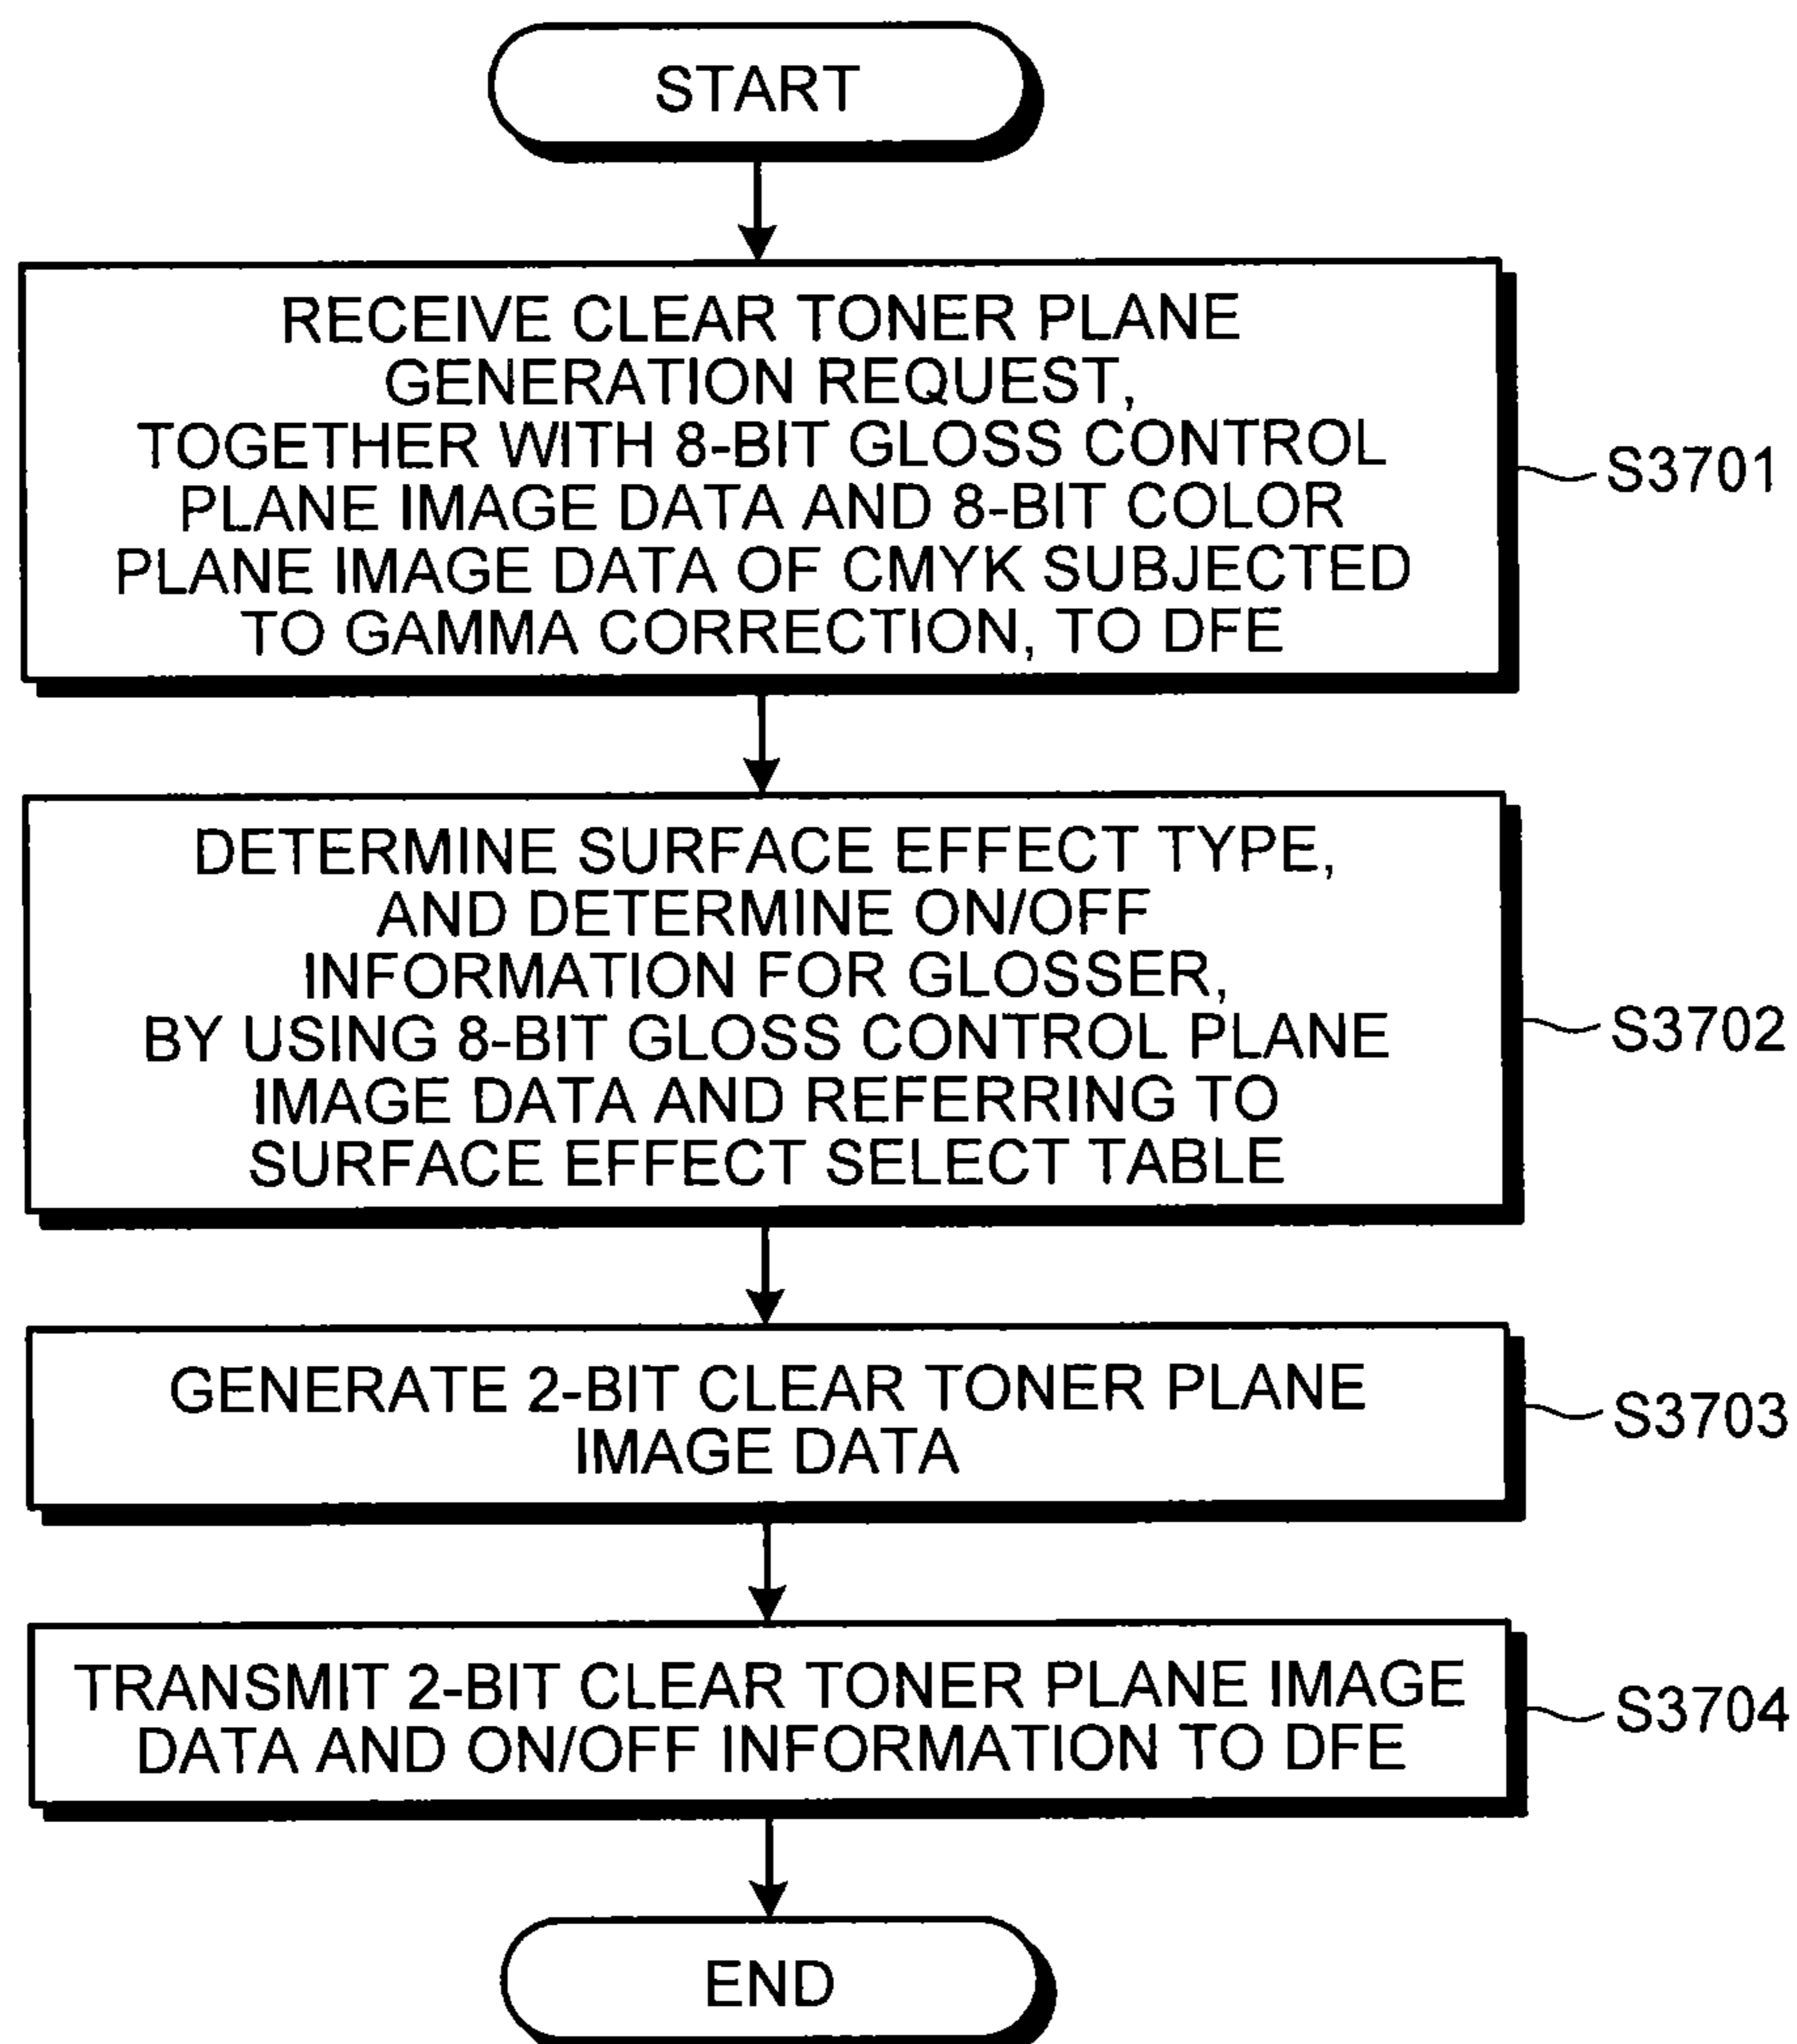 START
RECEIVE CLEAR TONER PLANE
GENERATION REQUEST,
TOGETHER WITH 8-BIT GLOSS CONTROL
PLANE IMAGE DATA AND 8-BIT COLOR
PLANE IMAGE DATA OF CMYK SUBJECTED
TO GAMMA CORRECTION, TO DFE
S3701
DETERMINE SURFACE EFFECT TYPE,
AND DETERMINE ON/OFF
INFORMATION FOR GLOSSER,
BY USING 8-BIT GLOSS CONTROL PLANE
IMAGE DATA AND REFERRING TO
SURFACE EFFECT SELECT TABLE
S3702
GENERATE 2-BIT CLEAR TONER PLANE
IMAGE DATA
S3703
TRANSMIT 2-BIT CLEAR TONER PLANE IMAGE
DATA AND ON/OFF INFORMATION TO DFE
S3704
END